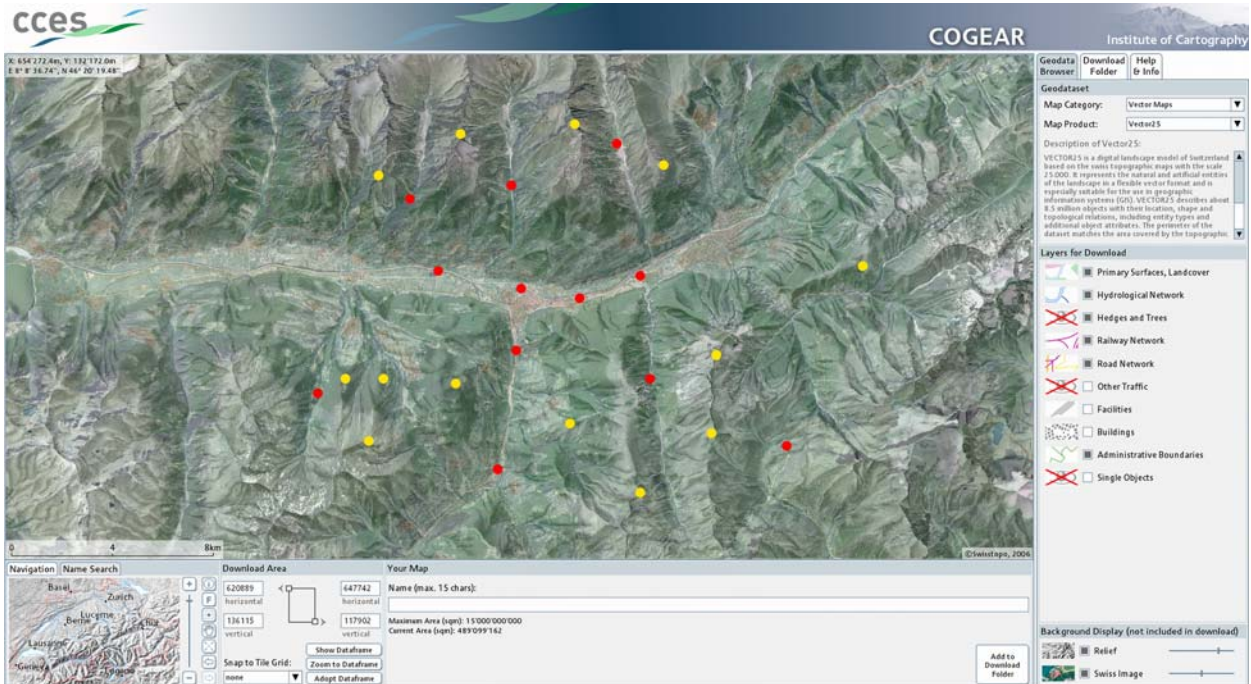 cces
COGEAR
Institute of Cartography
X: 654'272.4m, Y: 132'172.0m
E 8° 8' 36.74", N 46° 20' 19.48"
Geodata Browser
Download Folder
Help & Info
Geodataset
Map Category:
Vector Maps
Map Product:
Vector25
Description of Vector25:
VECTOR25 is a digital landscape model of Switzerland
based on the swiss topographic maps with the scale
25.000. It represents the natural and artificial entities
of the landscape in a flexible vector format and is
especially suitable for the use in geographic
information systems (GIS). VECTOR25 describes about
8.5 million objects with their location, shape and
topological relations, including entity types and
additional object attributes. The perimeter of the
dataset matches the area covered by the topographic
Layers for Download
Primary Surfaces, Landcover
Hydrological Network
Hedges and Trees
Railway Network
Road Network
Other Traffic
Facilities
Buildings
Administrative Boundaries
Single Objects
0 4 8km
©Swisstopo, 2006
Navigation
Name Search
Basel
Zurich
Lucerne
Berne
Chur
Lausanne
Geneva
Download Area
620889
horizontal
647742
horizontal
136115
vertical
117902
vertical
Show Dataframe
Snap to Tile Grid:
Zoom to Dataframe
none
Adopt Dataframe
Your Map
Name (max. 15 chars):
Maximum Area (sqm): 15'000'000'000
Current Area (sqm): 489'099'162
Add to
Download
Folder
Background Display (not included in download)
Relief
Swiss Image